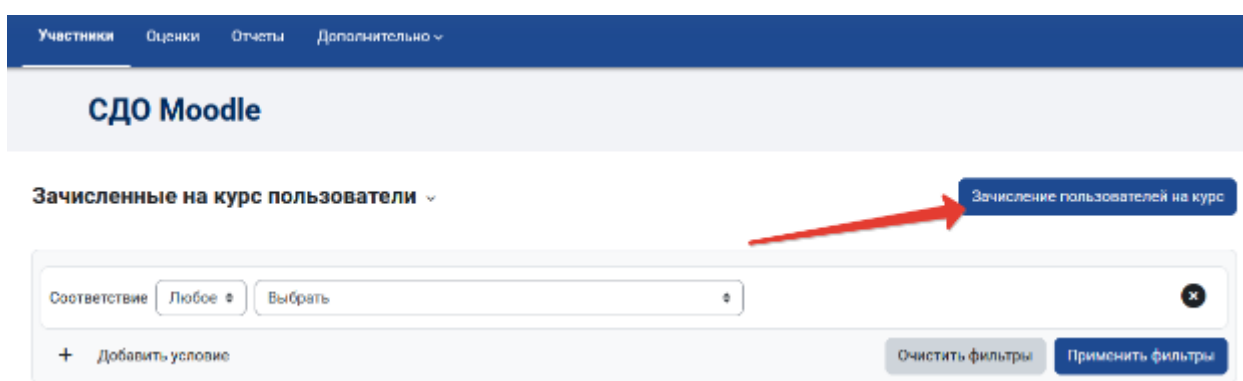 Участники Оценки Отчеты Дополнительно
СДО Moodle
Зачисленные на курс пользователи
Зачисление пользователей на курс
Соответствие Любое Выбрать
+ Добавить условие Очистить фильтры Применить фильтры